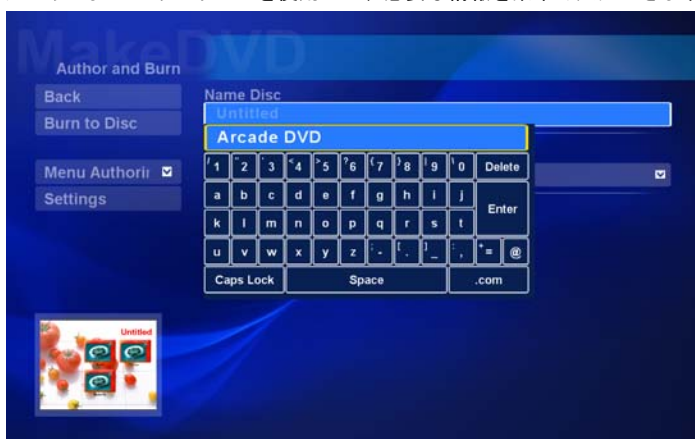 MakeDVD
Author and Burn
Back
Name Disc
Untitled
Burn to Disc
Arcade DVD
Menu Authorin
Settings
/1 "2 '3 <4 >5 ?6 {7 }8 |9 \0 Delete
a b c d e f g h i j
Enter
k l m n o p q r s t
u v w x y z ;- [. ]_ :, += @
Caps Lock Space .com
Untitled